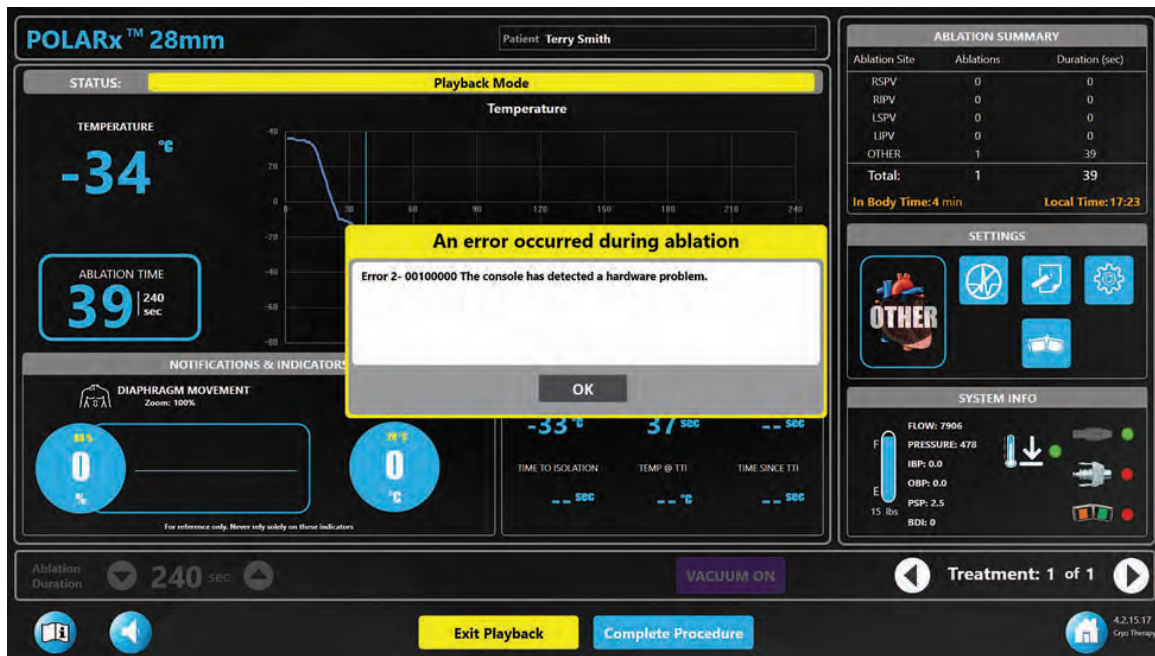 POLARx™ 28mm
Patient Terry Smith
STATUS:
Playback Mode
TEMPERATURE
-34 °C
ABLATION TIME
39 240 sec
Temperature
40
20
0
-20
-40
-60
-80
0 30 60 90 120 150 180 210 240
An error occurred during ablation
Error 2- 00100000 The console has detected a hardware problem.
OK
NOTIFICATIONS & INDICATORS
DIAPHRAGM MOVEMENT
Zoom: 100%
0
%
0
°C
For reference only. Never rely solely on these indicators
-33 °C 37 sec -- sec
TIME TO ISOLATION TEMP @ TTI TIME SINCE TTI
-- sec -- °C -- sec
ABLATION SUMMARY
Ablation Site Ablations Duration (sec)
RSPV 0 0
RIPV 0 0
LSPV 0 0
LIPV 0 0
OTHER 1 39
Total: 1 39
In Body Time:4 min Local Time:17:23
SETTINGS
OTHER
SYSTEM INFO
F
E
15 lbs
FLOW: 7906
PRESSURE: 478
IBP: 0.0
OBP: 0.0
PSP: 2.5
BDI: 0
Ablation Duration
240 sec
VACUUM ON
Treatment: 1 of 1
Exit Playback
Complete Procedure
4.2.15.17
Cryo Therapy